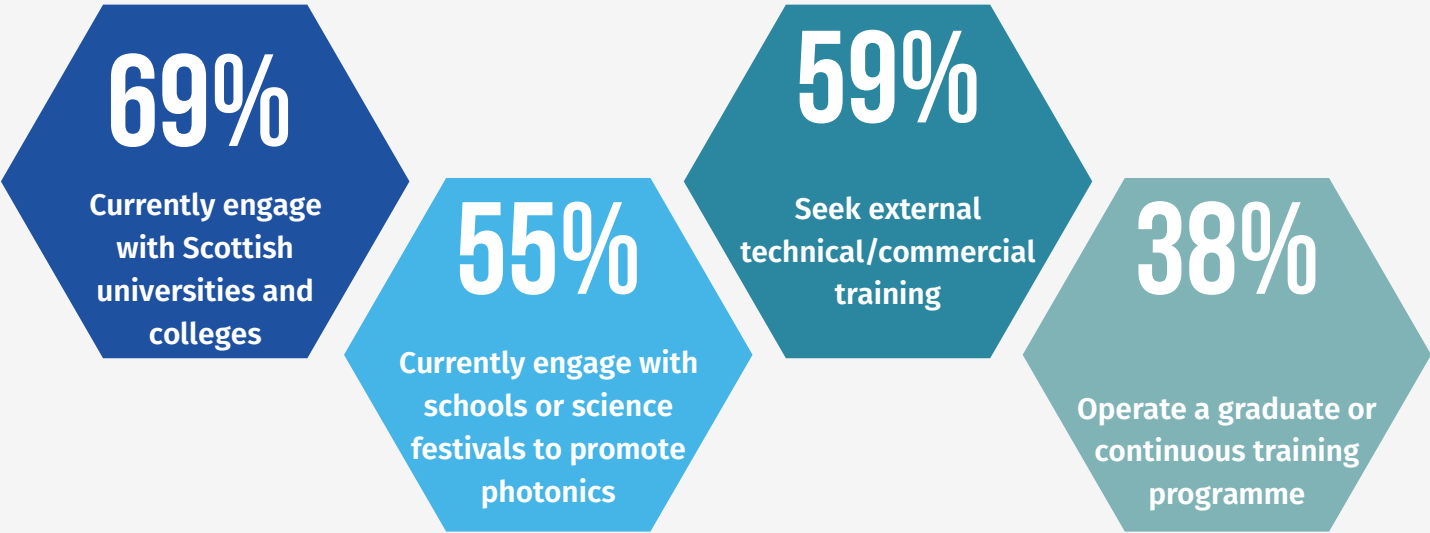 69%
Currently engage
with Scottish
universities and
colleges
55%
Currently engage with
schools or science
festivals to promote
photonics
59%
Seek external
technical/commercial
training
38%
Operate a graduate or
continuous training
programme